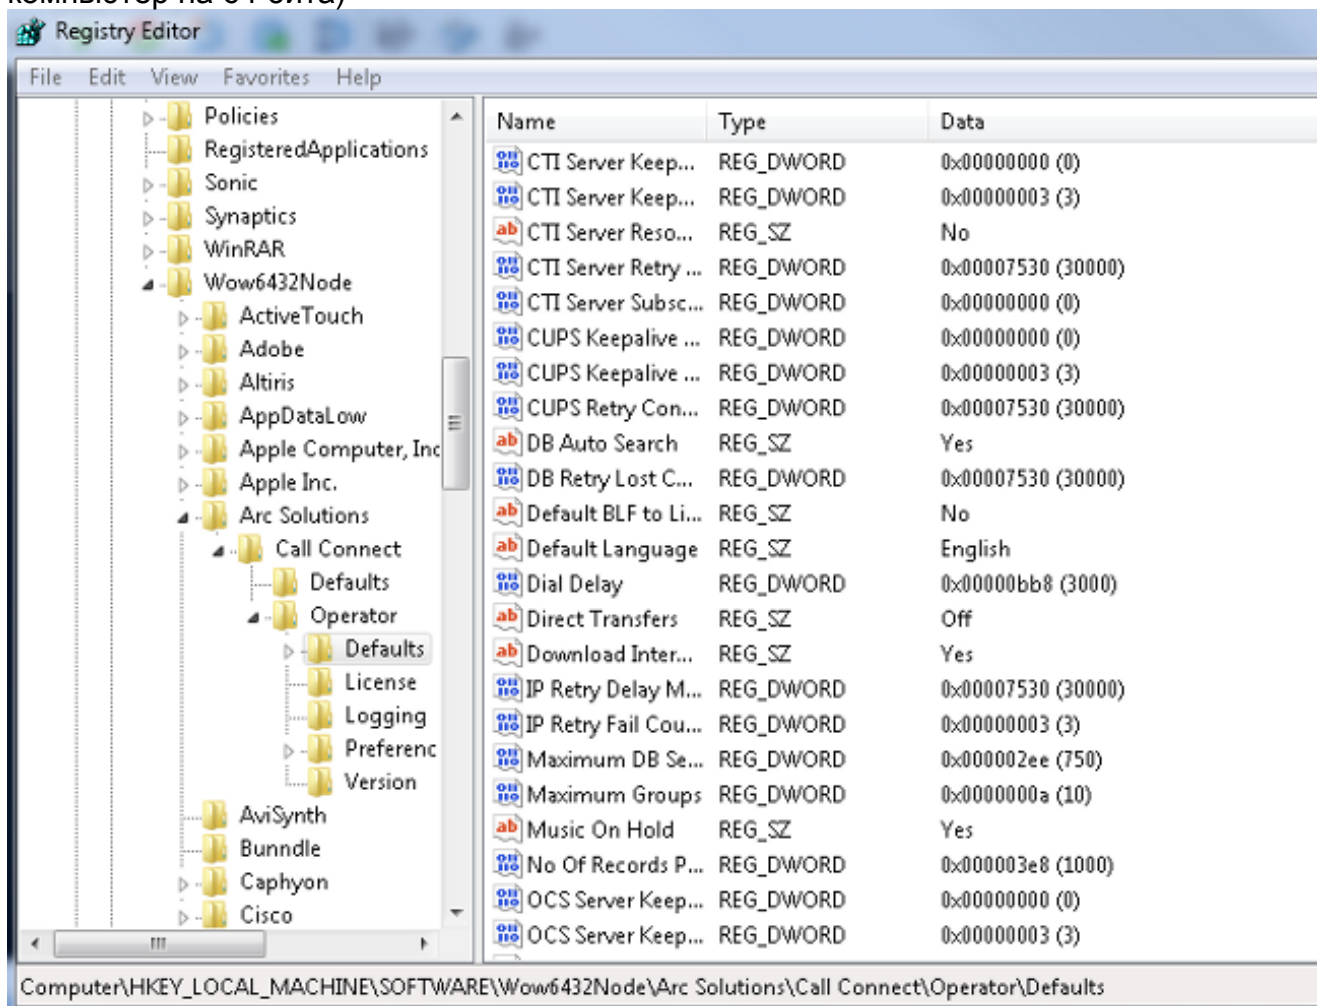 компьютер на 64 бита)
Registry Editor
File Edit View Favorites Help
Policies
RegisteredApplications
Sonic
Synaptics
WinRAR
Wow6432Node
ActiveTouch
Adobe
Altiris
AppDataLow
Apple Computer, Inc
Apple Inc.
Arc Solutions
Call Connect
Defaults
Operator
Defaults
License
Logging
Preferenc
Version
AviSynth
Bunndle
Caphyon
Cisco
Name Type Data
CTI Server Keep... REG_DWORD 0x00000000 (0)
CTI Server Keep... REG_DWORD 0x00000003 (3)
CTI Server Reso... REG_SZ No
CTI Server Retry ... REG_DWORD 0x00007530 (30000)
CTI Server Subsc... REG_DWORD 0x00000000 (0)
CUPS Keepalive ... REG_DWORD 0x00000000 (0)
CUPS Keepalive ... REG_DWORD 0x00000003 (3)
CUPS Retry Con... REG_DWORD 0x00007530 (30000)
DB Auto Search REG_SZ Yes
DB Retry Lost C... REG_DWORD 0x00007530 (30000)
Default BLF to Li... REG_SZ No
Default Language REG_SZ English
Dial Delay REG_DWORD 0x00000bb8 (3000)
Direct Transfers REG_SZ Off
Download Inter... REG_SZ Yes
IP Retry Delay M... REG_DWORD 0x00007530 (30000)
IP Retry Fail Cou... REG_DWORD 0x00000003 (3)
Maximum DB Se... REG_DWORD 0x000002ee (750)
Maximum Groups REG_DWORD 0x0000000a (10)
Music On Hold REG_SZ Yes
No Of Records P... REG_DWORD 0x000003e8 (1000)
OCS Server Keep... REG_DWORD 0x00000000 (0)
OCS Server Keep... REG_DWORD 0x00000003 (3)
Computer\HKEY_LOCAL_MACHINE\SOFTWARE\Wow6432Node\Arc Solutions\Call Connect\Operator\Defaults